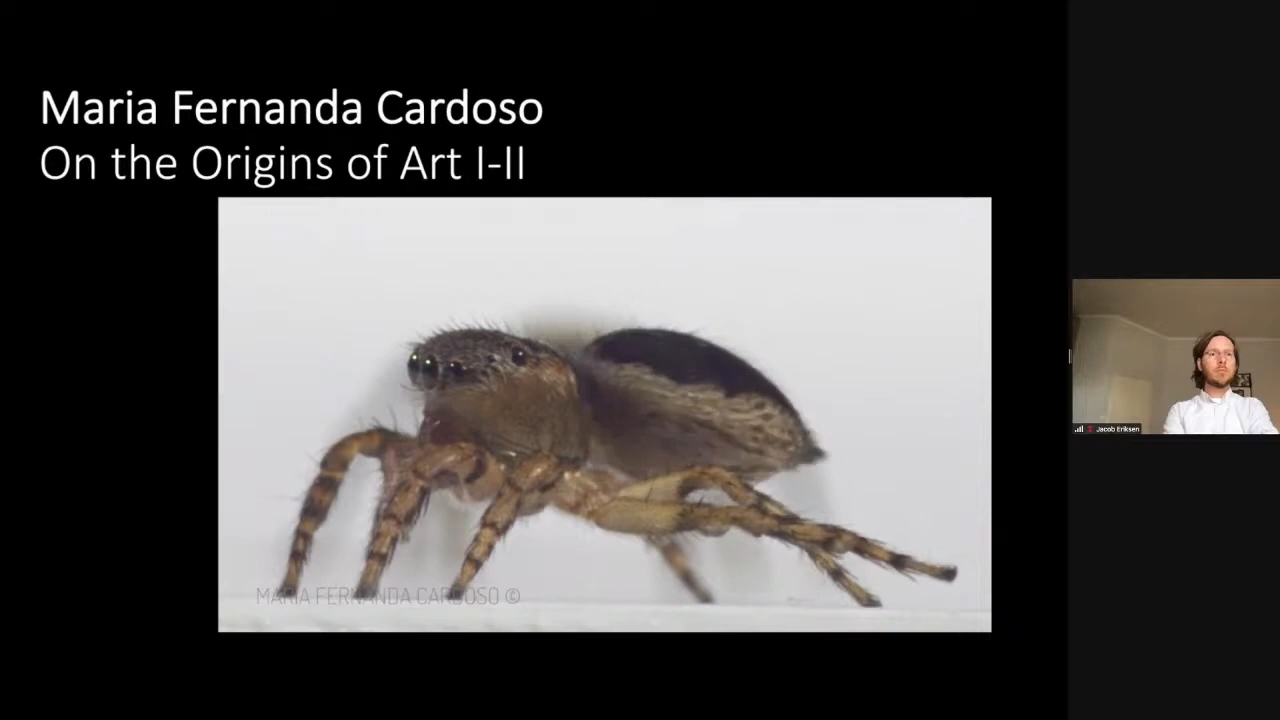 Maria Fernanda Cardoso
On the Origins of Art I-II
MARIA FERNANDA CARDOSO ©
Jacob Eriksen